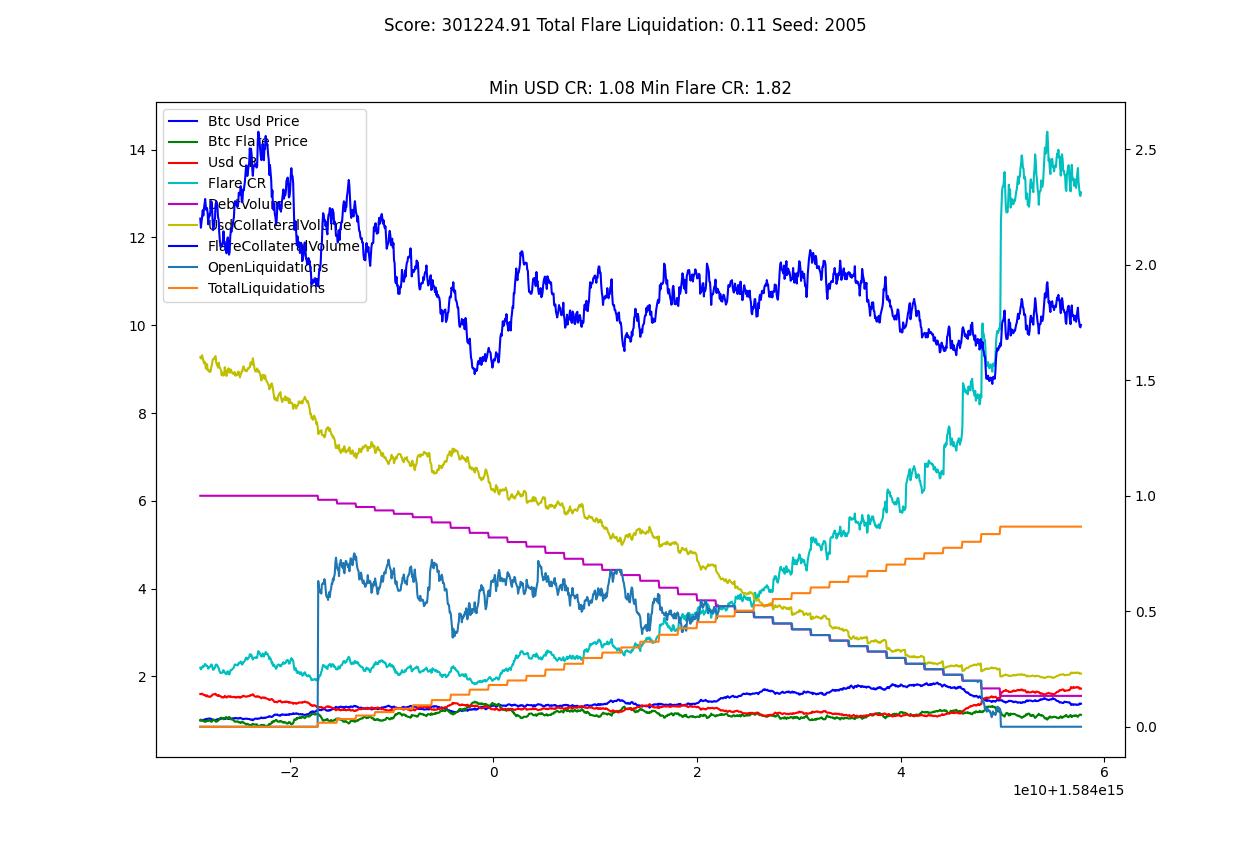 Score: 301224.91 Total Flare Liquidation: 0.11 Seed: 2005
Min USD CR: 1.08 Min Flare CR: 1.82
Btc Usd Price
Btc Flare Price
Usd CR
Flare CR
DebtVolume
UsdCollateralVolume
FlareCollateralVolume
OpenLiquidations
TotalLiquidations
14
12
10
8
6
4
2
2.5
2.0
1.5
1.0
0.5
0.0
−2
0
2
4
6
1e10+1.584e15